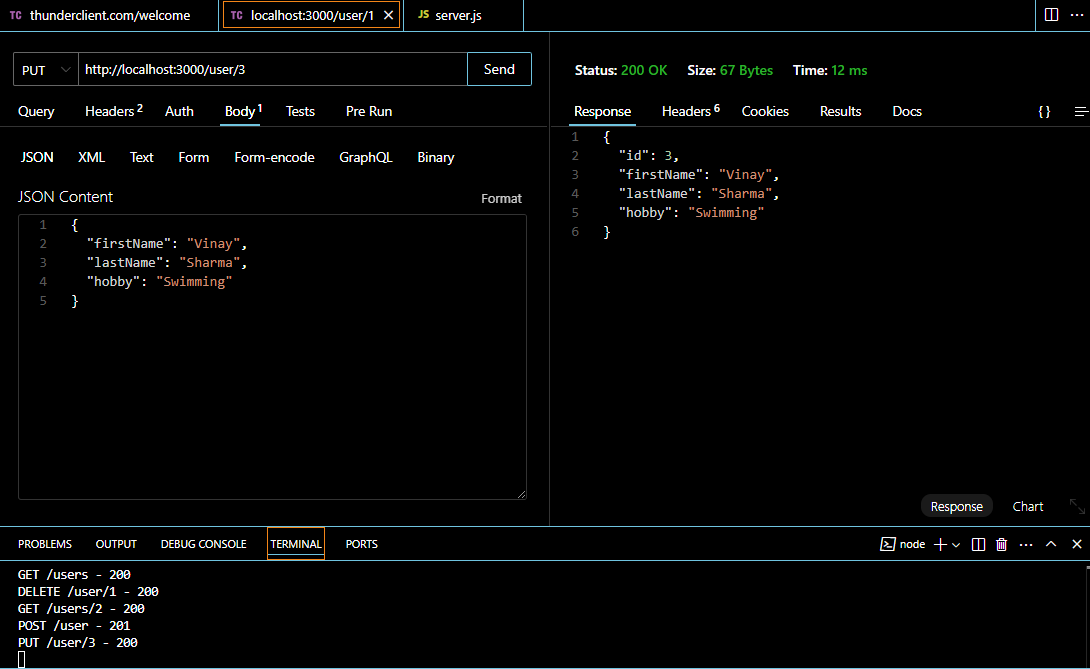 TC thunderclient.com/welcome TC localhost:3000/user/1 JS server.js
PUT http://localhost:3000/user/3 Send
Status: 200 OK Size: 67 Bytes Time: 12 ms
Query Headers 2 Auth Body 1 Tests Pre Run
Response Headers 6 Cookies Results Docs { }
JSON XML Text Form Form-encode GraphQL Binary
JSON Content Format
1 {
2 "firstName": "Vinay",
3 "lastName": "Sharma",
4 "hobby": "Swimming"
5 }
1 {
2 "id": 3,
3 "firstName": "Vinay",
4 "lastName": "Sharma",
5 "hobby": "Swimming"
6 }
Response Chart
PROBLEMS OUTPUT DEBUG CONSOLE TERMINAL PORTS node
GET /users - 200
DELETE /user/1 - 200
GET /users/2 - 200
POST /user - 201
PUT /user/3 - 200